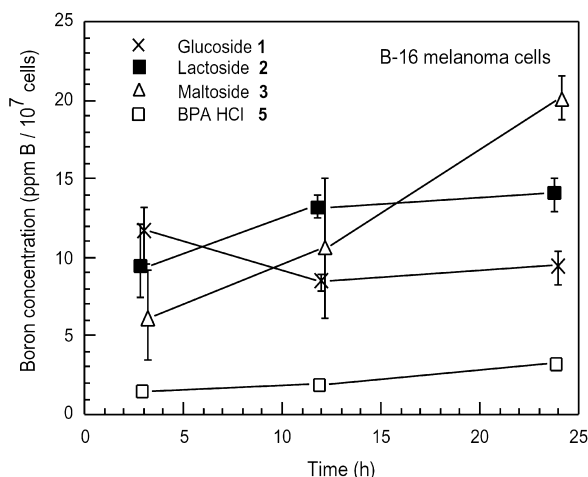 25
20
15
10
5
0
Boron concentration (ppm B / 10⁷ cells)
Glucoside 1
Lactoside 2
Maltoside 3
BPA HCl 5
B-16 melanoma cells
0 5 10 15 20 25
Time (h)